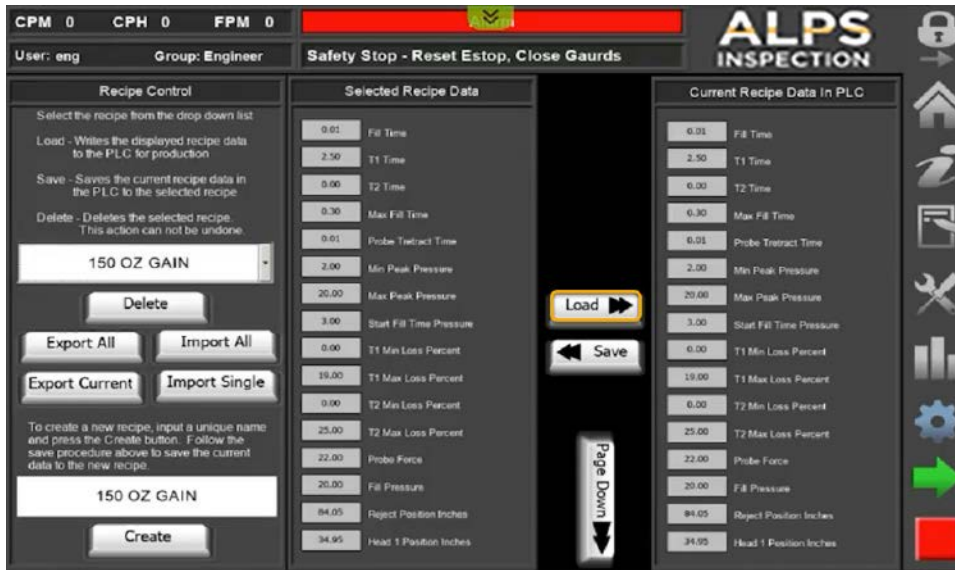 CPM 0 CPH 0 FPM 0
Alarm
ALPS
INSPECTION
User: eng Group: Engineer
Safety Stop - Reset Estop, Close Gaurds
Recipe Control
Select the recipe from the drop down list
Load - Writes the displayed recipe data
to the PLC for production
Save - Saves the current recipe data in
the PLC to the selected recipe
Delete - Deletes the selected recipe.
This action can not be undone.
150 OZ GAIN
Delete
Export All Import All
Export Current Import Single
To create a new recipe, input a unique name
and press the Create button. Follow the
save procedure above to save the current
data to the new recipe.
150 OZ GAIN
Create
Selected Recipe Data
0.01 Fill Time
2.50 T1 Time
0.00 T2 Time
0.30 Max Fill Time
0.01 Probe Tretract Time
2.00 Min Peak Pressure
20.00 Max Peak Pressure
3.00 Start Fill Time Pressure
0.00 T1 Min Loss Percent
19.00 T1 Max Loss Percent
0.00 T2 Min Loss Percent
25.00 T2 Max Loss Percent
22.00 Probe Force
20.00 Fill Pressure
84.05 Reject Position Inches
34.95 Head 1 Position Inches
Load
Save
Page Down
Current Recipe Data In PLC
0.01 Fill Time
2.50 T1 Time
0.00 T2 Time
0.30 Max Fill Time
0.01 Probe Tretract Time
2.00 Min Peak Pressure
20.00 Max Peak Pressure
3.00 Start Fill Time Pressure
0.00 T1 Min Loss Percent
19.00 T1 Max Loss Percent
0.00 T2 Min Loss Percent
25.00 T2 Max Loss Percent
22.00 Probe Force
20.00 Fill Pressure
84.05 Reject Position Inches
34.95 Head 1 Position Inches